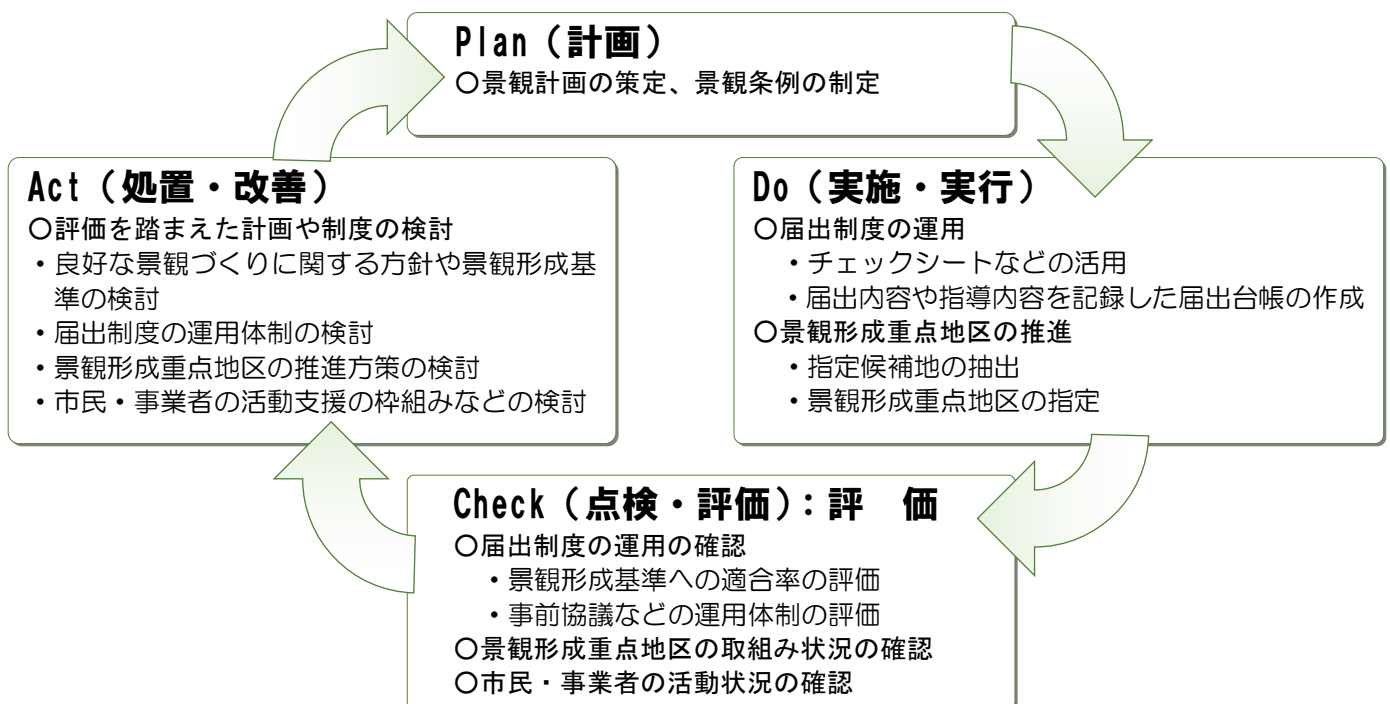 Plan（計画）
〇景観計画の策定、景観条例の制定
Do（実施・実行）
〇届出制度の運用
・チェックシートなどの活用
・届出内容や指導内容を記録した届出台帳の作成
〇景観形成重点地区の推進
・指定候補地の抽出
・景観形成重点地区の指定
Check（点検・評価）：評　価
〇届出制度の運用の確認
・景観形成基準への適合率の評価
・事前協議などの運用体制の評価
〇景観形成重点地区の取組み状況の確認
〇市民・事業者の活動状況の確認
Act（処置・改善）
〇評価を踏まえた計画や制度の検討
・良好な景観づくりに関する方針や景観形成基
準の検討
・届出制度の運用体制の検討
・景観形成重点地区の推進方策の検討
・市民・事業者の活動支援の枠組みなどの検討